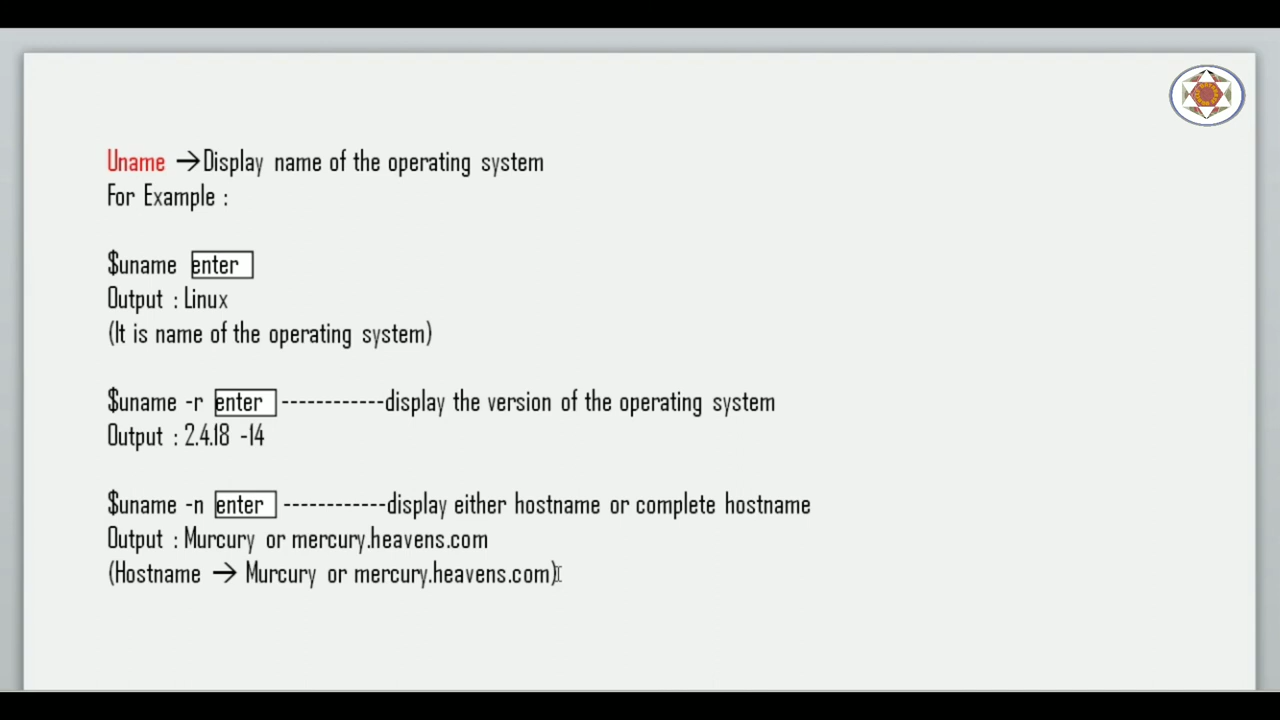 Uname →Display name of the operating system
For Example :
$uname enter
Output : Linux
(It is name of the operating system)
$uname -r enter ------------display the version of the operating system
Output : 2.4.18 -14
$uname -n enter ------------display either hostname or complete hostname
Output : Murcury or mercury.heavens.com
(Hostname → Murcury or mercury.heavens.com)